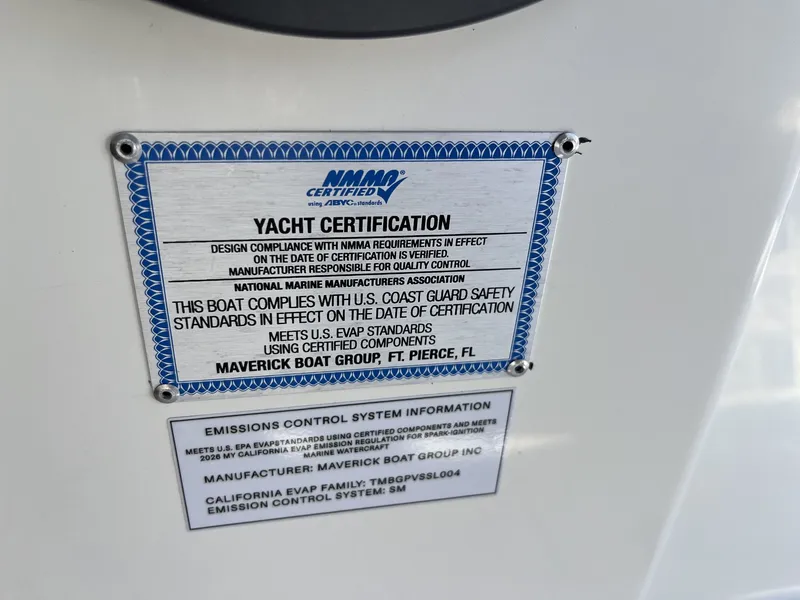 NMMA®
CERTIFIED
using ABYC® standards
YACHT CERTIFICATION
DESIGN COMPLIANCE WITH NMMA REQUIREMENTS IN EFFECT
ON THE DATE OF CERTIFICATION IS VERIFIED.
MANUFACTURER RESPONSIBLE FOR QUALITY CONTROL
NATIONAL MARINE MANUFACTURERS ASSOCIATION
THIS BOAT COMPLIES WITH U.S. COAST GUARD SAFETY
STANDARDS IN EFFECT ON THE DATE OF CERTIFICATION
MEETS U.S. EVAP STANDARDS
USING CERTIFIED COMPONENTS
MAVERICK BOAT GROUP, FT. PIERCE, FL
EMISSIONS CONTROL SYSTEM INFORMATION
MEETS U.S. EPA EVAPSTANDARDS USING CERTIFIED COMPONENTS AND MEETS
2026 MY CALIFORNIA EVAP EMISSION REGULATION FOR SPARK-IGNITION
MARINE WATERCRAFT
MANUFACTURER: MAVERICK BOAT GROUP INC
CALIFORNIA EVAP FAMILY: TMBGPVSSL004
EMISSION CONTROL SYSTEM: SM